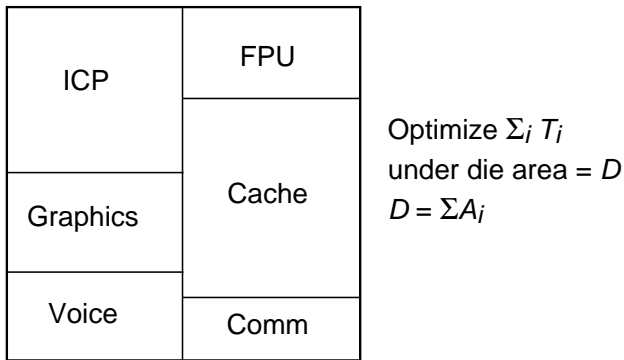 ICP
FPU
Graphics
Cache
Voice
Comm
Optimize Σi Ti
under die area = D
D = ΣAi